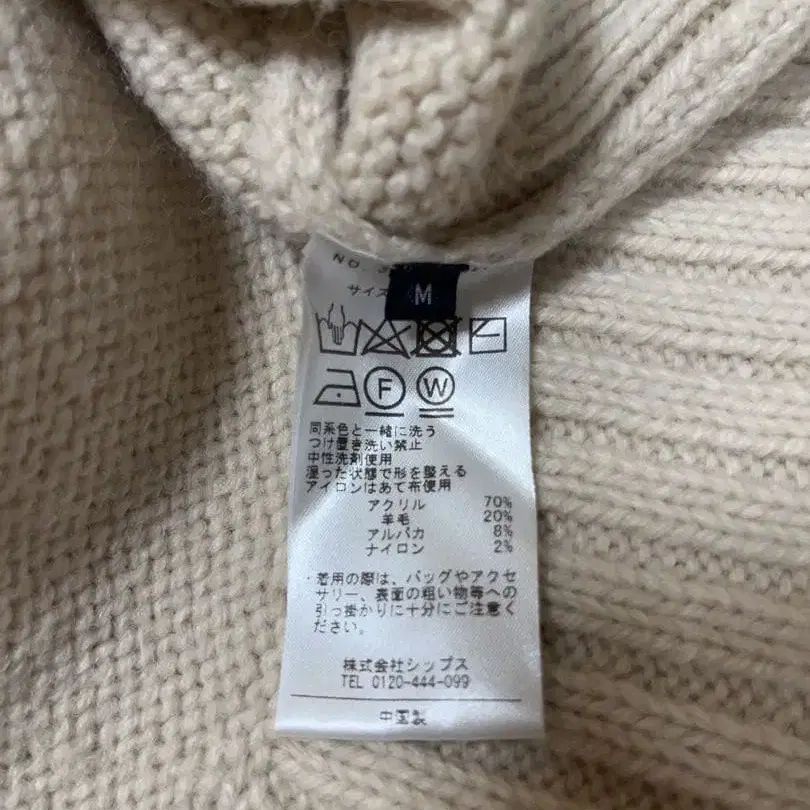 NO.
サイズ M
F W
同系色と一緒に洗う
つけ置き洗い禁止
中性洗剤使用
湿った状態で形を整える
アイロンはあて布使用
アクリル 70%
羊毛 20%
アルパカ 8%
ナイロン 2%
・着用の際は、バッグやアクセ
サリー、表面の粗い物等への
引っ掛かりに十分にご注意く
ださい。
株式会社シップス
TEL 0120-444-099
中国製